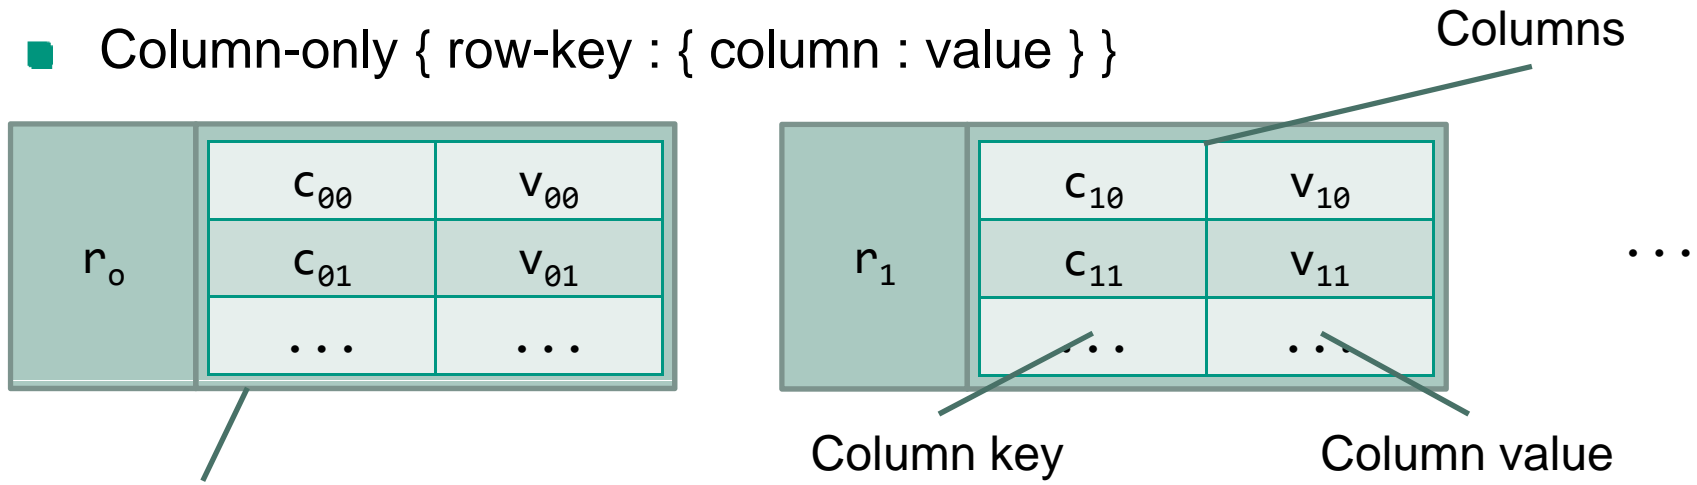 Column-only { row-key : { column : value } }
Columns
r₀ c₀₀ v₀₀ r₁ c₁₀ v₁₀
c₀₁ v₀₁ c₁₁ v₁₁ ...
... ... ... ...
Column key Column value